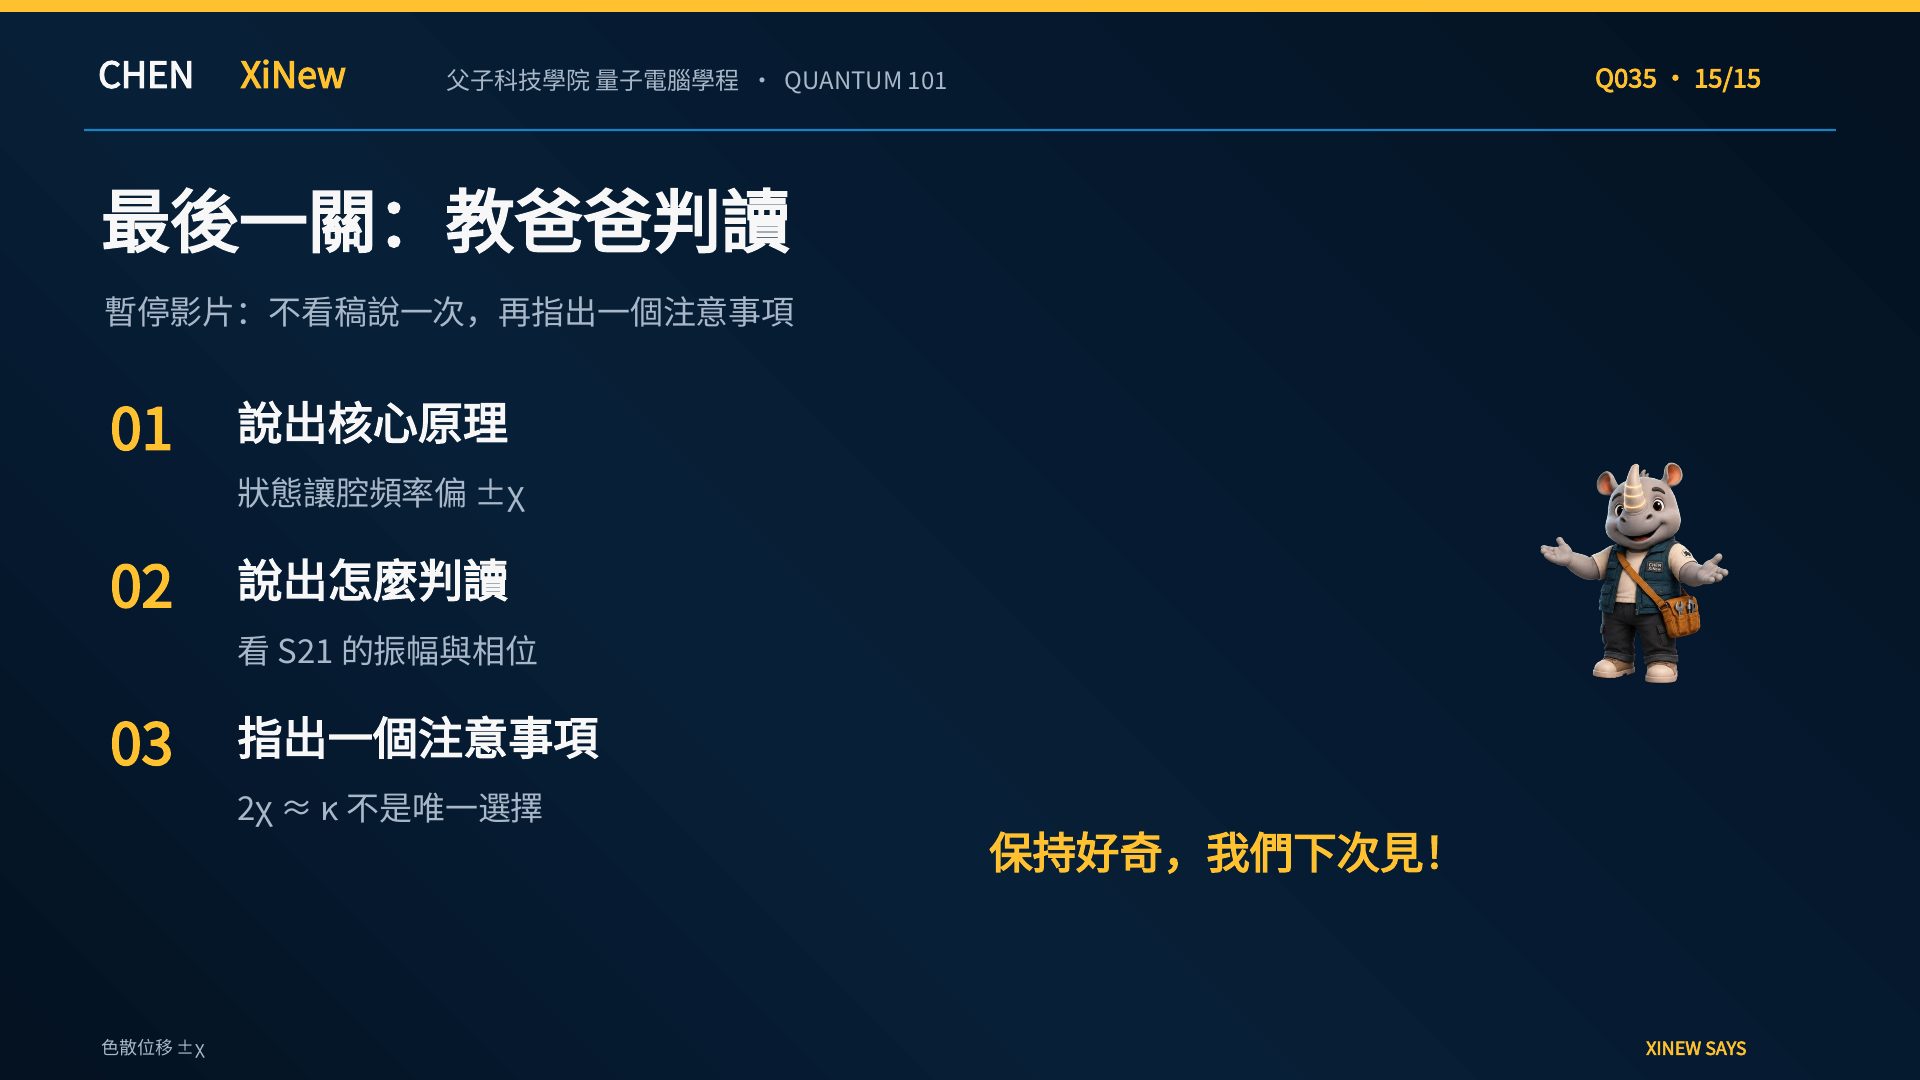 CHEN XiNew 父子科技學院 量子電腦學程 · QUANTUM 101 Q035 · 15/15
最後一關：教爸爸判讀
暫停影片：不看稿說一次，再指出一個注意事項
01 說出核心原理
狀態讓腔頻率偏 ±χ
02 說出怎麼判讀
看 S21 的振幅與相位
03 指出一個注意事項
2χ ≈ κ 不是唯一選擇
保持好奇，我們下次見！
色散位移 ±χ
XINEW SAYS